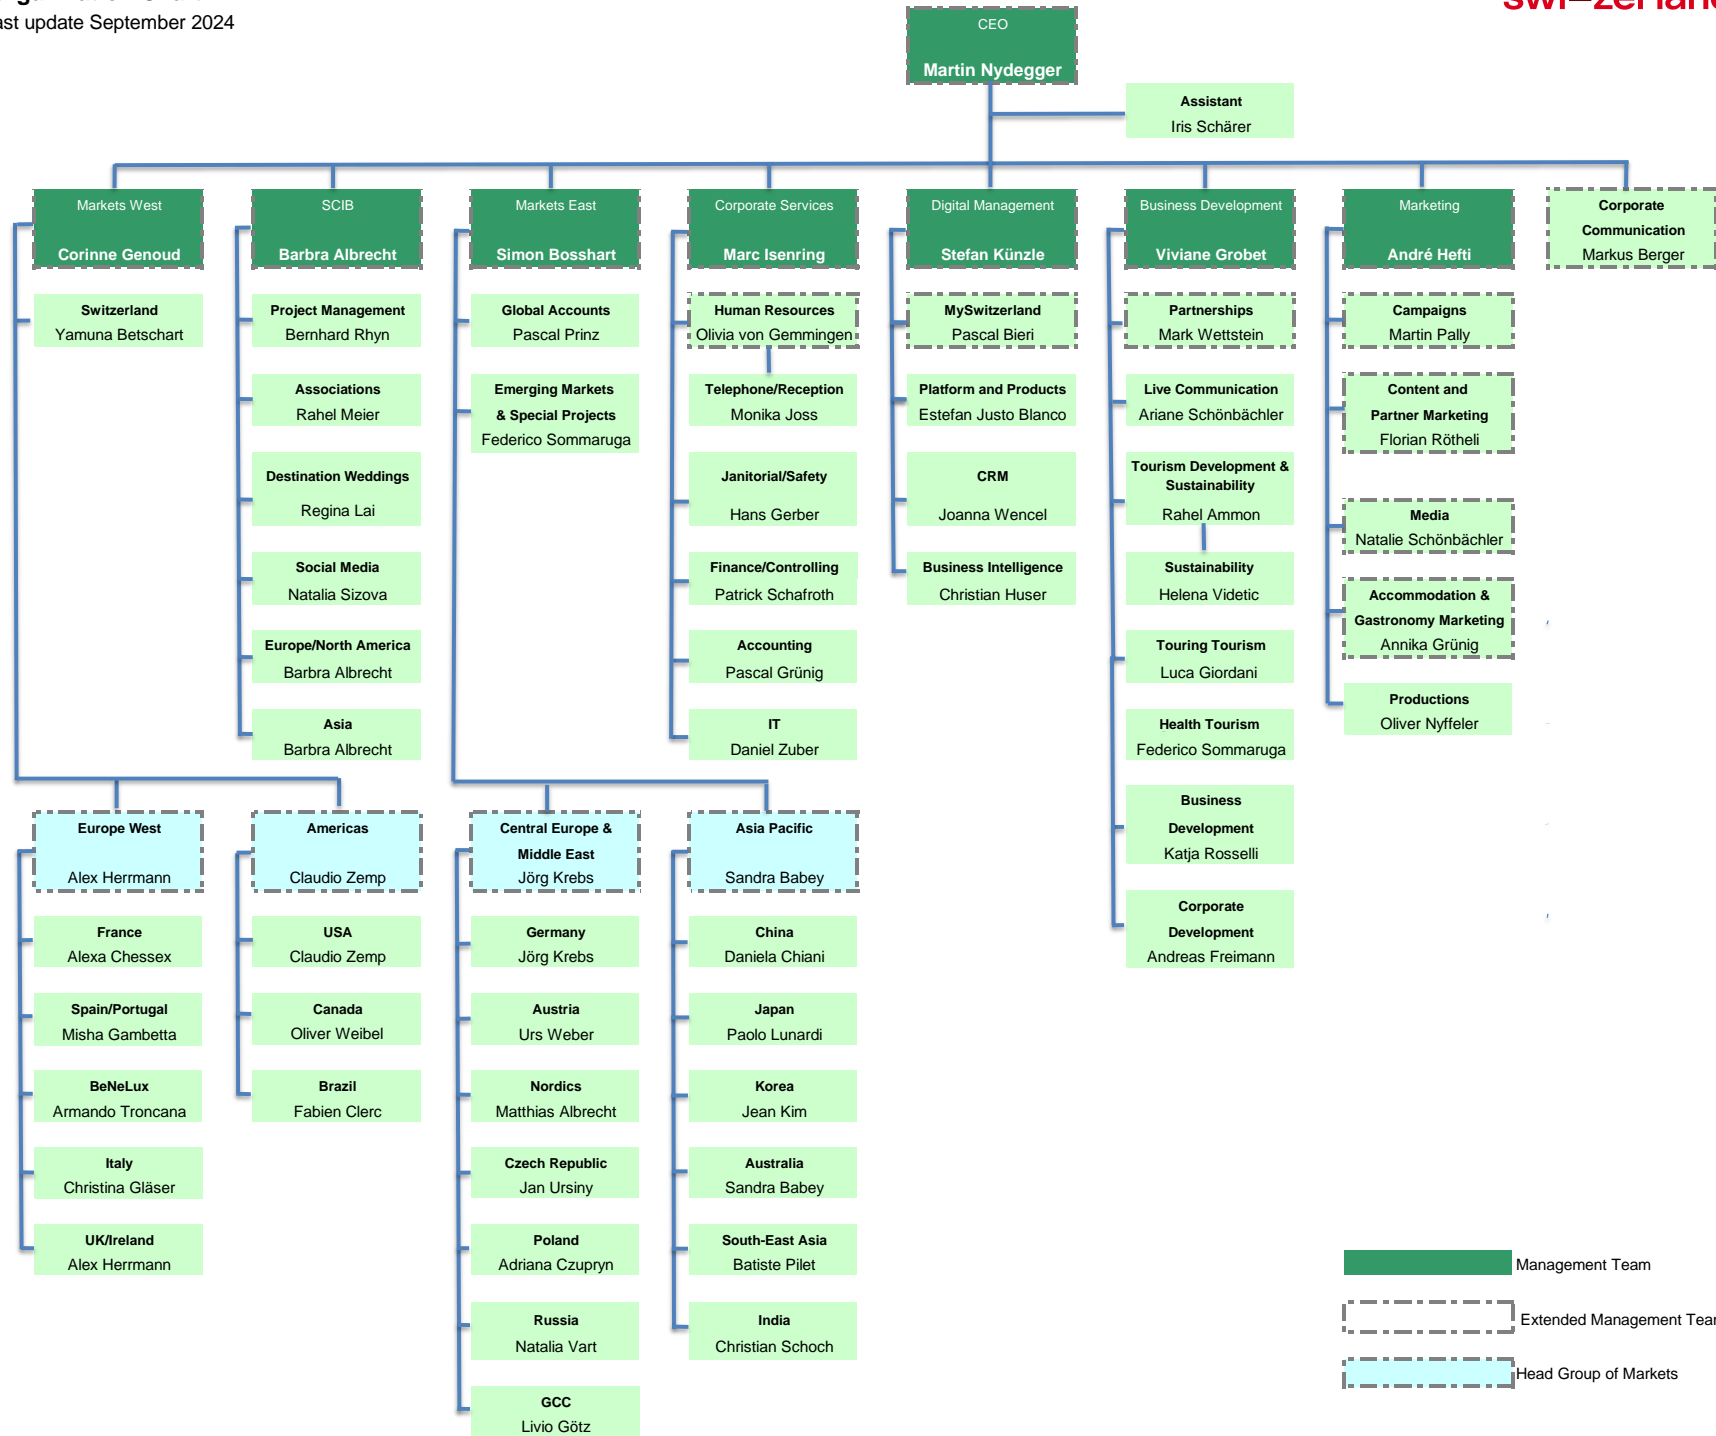 last update September 2024
CEO
Martin Nydegger
Assistant
Iris Schärer
Markets West
Corinne Genoud
SCIB
Barbra Albrecht
Markets East
Simon Bosshart
Corporate Services
Marc Isenring
Digital Management
Stefan Künzle
Business Development
Viviane Grobet
Marketing
André Hefti
Corporate
Communication
Markus Berger
Switzerland
Yamuna Betschart
Project Management
Bernhard Rhyn
Associations
Rahel Meier
Destination Weddings
Regina Lai
Social Media
Natalia Sizova
Europe/North America
Barbra Albrecht
Asia
Barbra Albrecht
Global Accounts
Pascal Prinz
Emerging Markets
& Special Projects
Federico Sommaruga
Human Resources
Olivia von Gemmingen
Telephone/Reception
Monika Joss
Janitorial/Safety
Hans Gerber
Finance/Controlling
Patrick Schafroth
Accounting
Pascal Grünig
IT
Daniel Zuber
MySwitzerland
Pascal Bieri
Platform and Products
Estefan Justo Blanco
CRM
Joanna Wencel
Business Intelligence
Christian Huser
Partnerships
Mark Wettstein
Live Communication
Ariane Schönbächler
Tourism Development &
Sustainability
Rahel Ammon
Sustainability
Helena Videtic
Touring Tourism
Luca Giordani
Health Tourism
Federico Sommaruga
Business
Development
Katja Rosselli
Corporate
Development
Andreas Freimann
Campaigns
Martin Pally
Content and
Partner Marketing
Florian Rötheli
Media
Natalie Schönbächler
Accommodation &
Gastronomy Marketing
Annika Grünig
Productions
Oliver Nyffeler
Europe West
Alex Herrmann
France
Alexa Chessex
Spain/Portugal
Misha Gambetta
BeNeLux
Armando Troncana
Italy
Christina Gläser
UK/Ireland
Alex Herrmann
Americas
Claudio Zemp
USA
Claudio Zemp
Canada
Oliver Weibel
Brazil
Fabien Clerc
Central Europe &
Middle East
Jörg Krebs
Germany
Jörg Krebs
Austria
Urs Weber
Nordics
Matthias Albrecht
Czech Republic
Jan Ursiny
Poland
Adriana Czupryn
Russia
Natalia Vart
GCC
Livio Götz
Asia Pacific
Sandra Babey
China
Daniela Chiani
Japan
Paolo Lunardi
Korea
Jean Kim
Australia
Sandra Babey
South-East Asia
Batiste Pilet
India
Christian Schoch
Management Team
Extended Management Team
Head Group of Markets